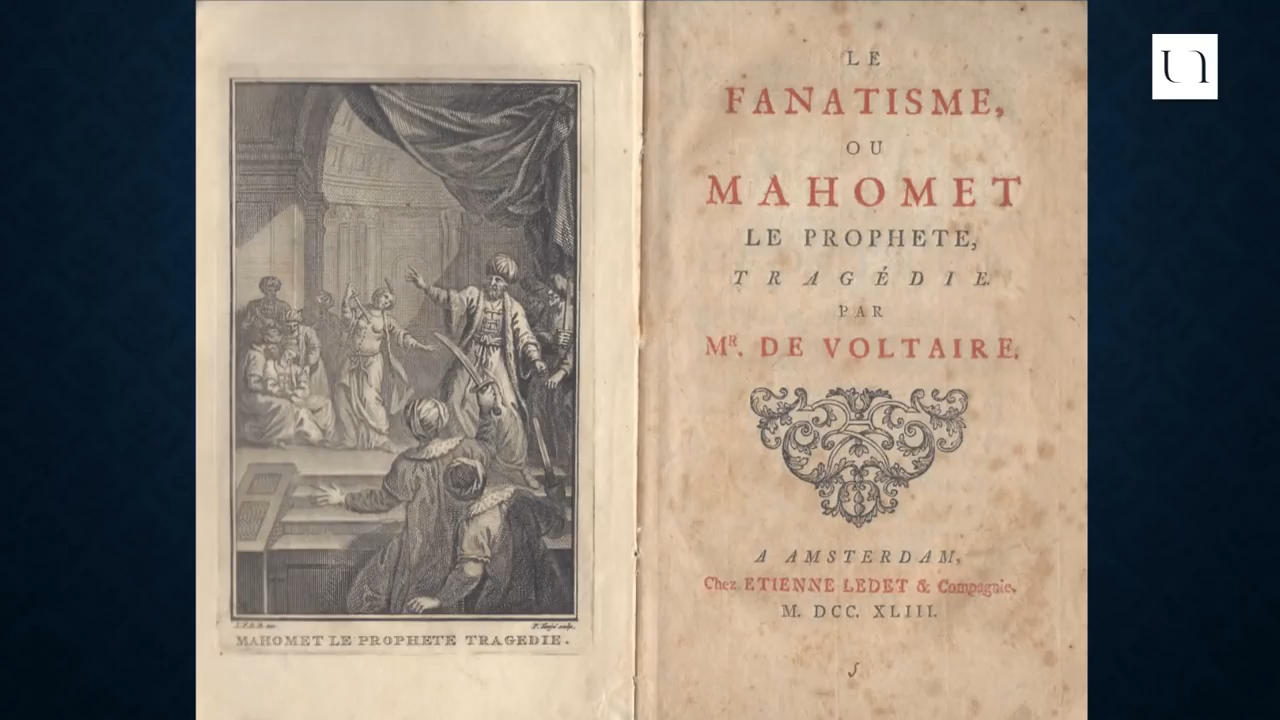 MAHOMET LE PROPHETE TRAGEDIE.
LE
FANATISME,
OU
MAHOMET
LE PROPHETE,
TRAGÉDIE.
PAR
MR. DE VOLTAIRE.
A AMSTERDAM,
Chez ETIENNE LEDET & Compagnie.
M. DCC. XLIII.